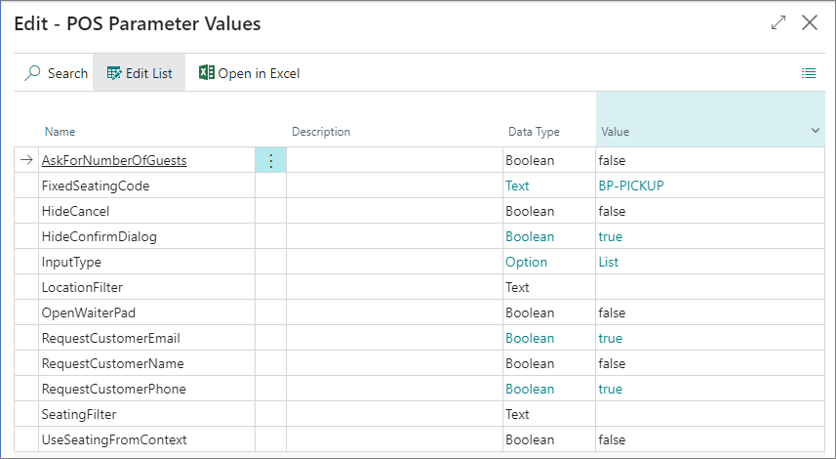 Edit - POS Parameter Values
Search Edit List Open in Excel
Name Description Data Type Value
AskForNumberOfGuests Boolean false
FixedSeatingCode Text BP-PICKUP
HideCancel Boolean false
HideConfirmDialog Boolean true
InputType Option List
LocationFilter Text
OpenWaiterPad Boolean false
RequestCustomerEmail Boolean true
RequestCustomerName Boolean false
RequestCustomerPhone Boolean true
SeatingFilter Text
UseSeatingFromContext Boolean false